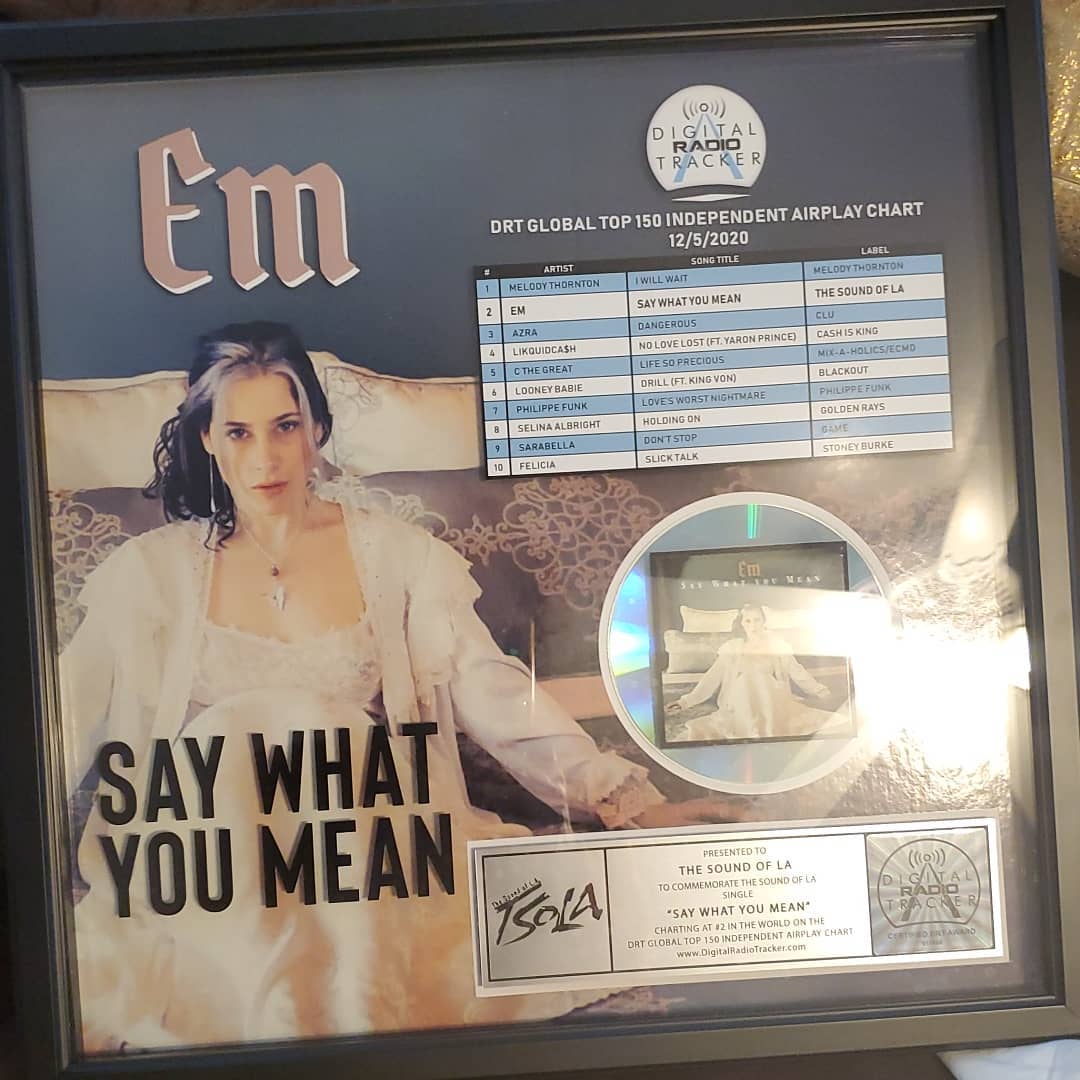 Em
DIGITAL
RADIO
TRACKER
DRT GLOBAL TOP 150 INDEPENDENT AIRPLAY CHART
12/5/2020
# ARTIST SONG TITLE LABEL
1 MELODY THORNTON I WILL WAIT MELODY THORNTON
2 EM SAY WHAT YOU MEAN THE SOUND OF LA
3 AZRA DANGEROUS CLU
4 LIKQUIDCA$H NO LOVE LOST (FT. YARON PRINCE) CASH IS KING
5 C THE GREAT LIFE SO PRECIOUS MIX-A-HOLICS/ECMD
6 LOONEY BABIE DRILL (FT. KING VON) BLACKOUT
7 PHILIPPE FUNK LOVE'S WORST NIGHTMARE PHILIPPE FUNK
8 SELINA ALBRIGHT HOLDING ON GOLDEN RAYS
9 SARABELLA DON'T STOP GAME
10 FELICIA SLICK TALK STONEY BURKE
Em
SAY WHAT YOU MEAN
SAY WHAT
YOU MEAN
The Sound of LA
TSOLA
PRESENTED TO
THE SOUND OF LA
TO COMMEMORATE THE SOUND OF LA
SINGLE
"SAY WHAT YOU MEAN"
CHARTING AT #2 IN THE WORLD ON THE
DRT GLOBAL TOP 150 INDEPENDENT AIRPLAY CHART
www.DigitalRadioTracker.com
DIGITAL
RADIO
TRACKER
CERTIFIED DRT AWARD